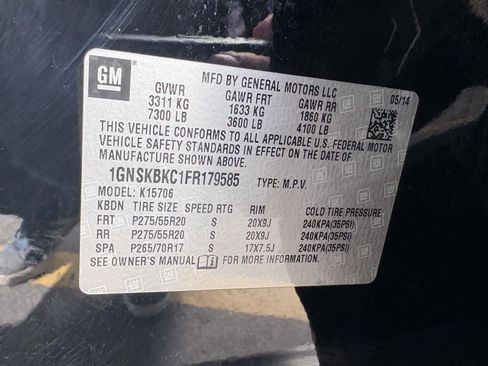 GM
MFD BY GENERAL MOTORS LLC
05/14
GVWR GAWR FRT GAWR RR
3311 KG 1633 KG 1860 KG
7300 LB 3600 LB 4100 LB
THIS VEHICLE CONFORMS TO ALL APPLICABLE U.S. FEDERAL MOTOR
VEHICLE SAFETY STANDARDS IN EFFECT ON THE DATE OF
MANUFACTURE SHOWN ABOVE.
1GNSKBKC1FR179585 TYPE: M.P.V.
MODEL: K15706
KBDN TIRE SIZE SPEED RTG RIM COLD TIRE PRESSURE
FRT P275/55R20 S 20X9J 240KPA(35PSI)
RR P275/55R20 S 20X9J 240KPA(35PSI)
SPA P265/70R17 S 17X7.5J 240KPA(35PSI)
SEE OWNER'S MANUAL FOR MORE INFORMATION.